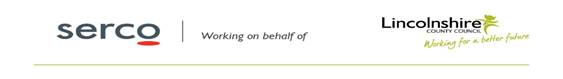 serco
Working on behalf of
Lincolnshire
COUNTY COUNCIL
Working for a better future